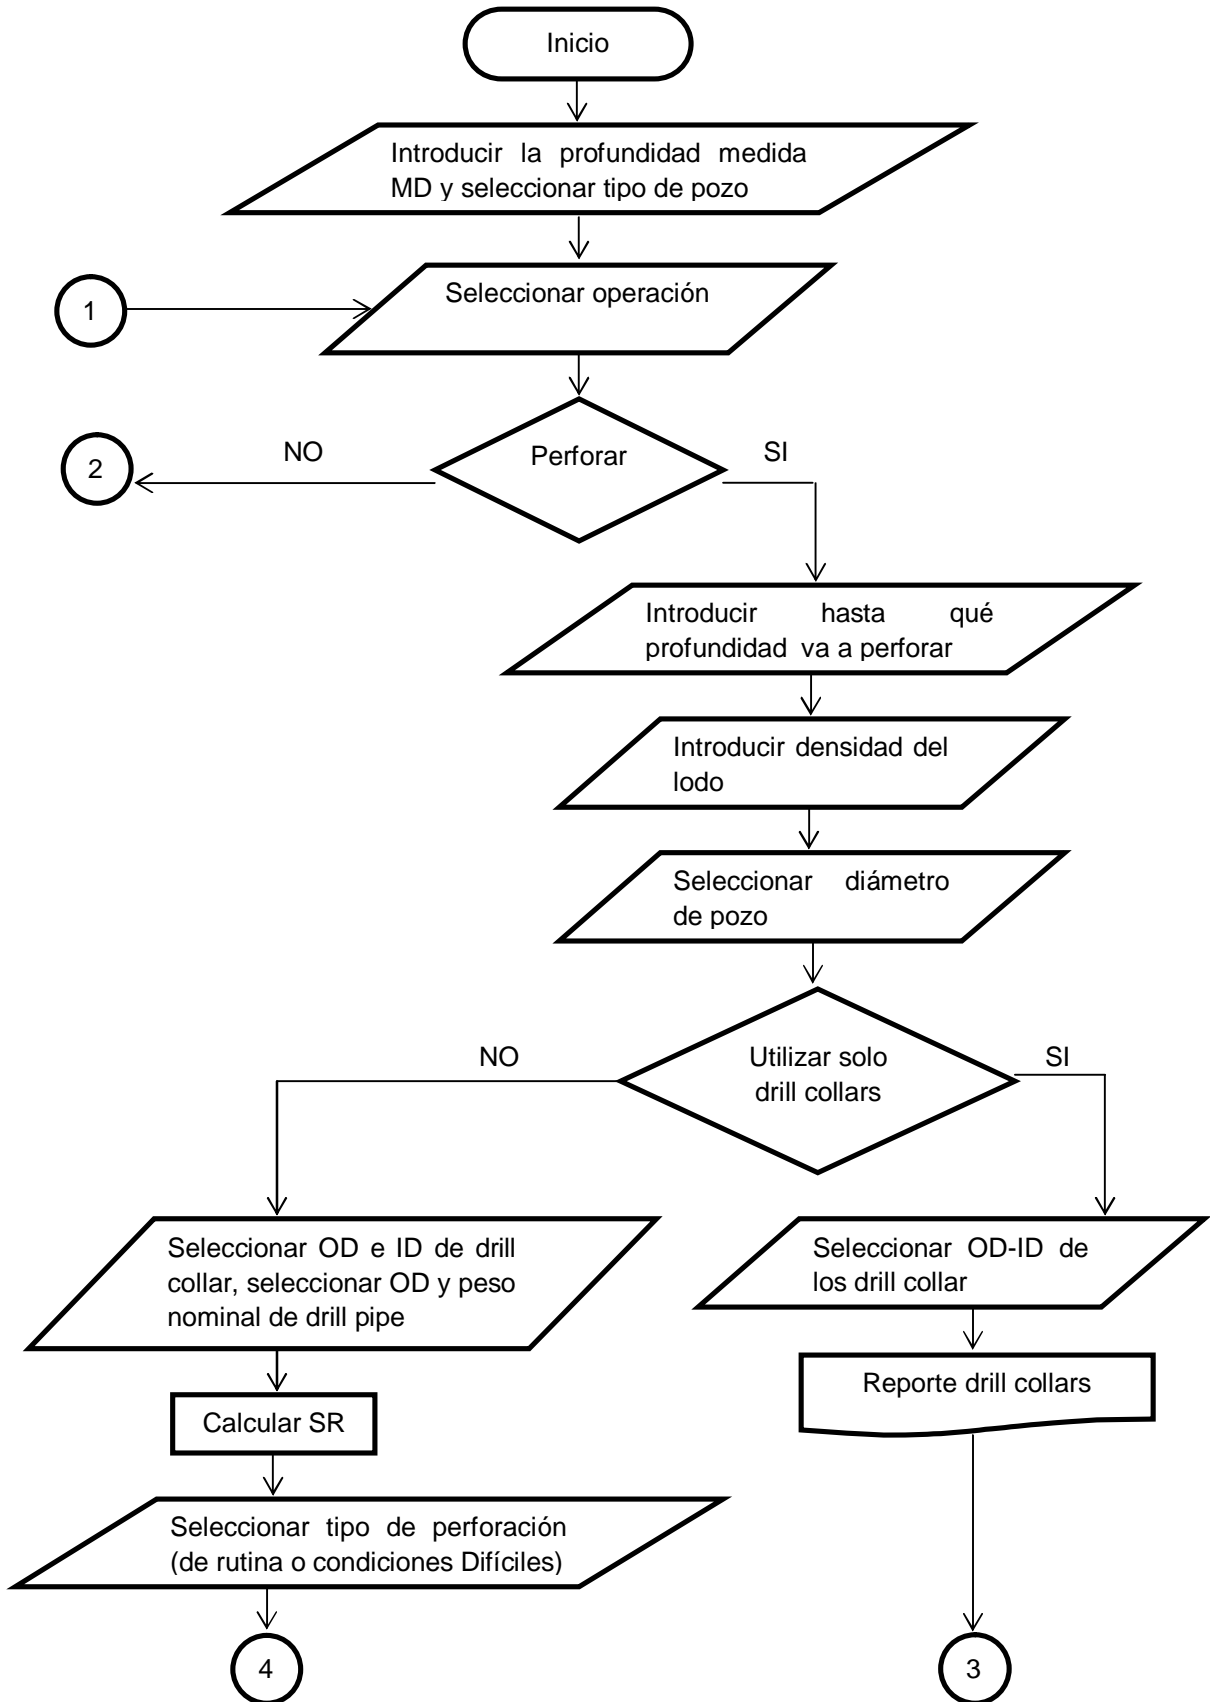 Inicio
Introducir la profundidad medida
MD y seleccionar tipo de pozo
Seleccionar operación
1
NO
Perforar
SI
2
Introducir hasta qué
profundidad va a perforar
Introducir densidad del
lodo
Seleccionar diámetro
de pozo
NO
Utilizar solo
drill collars
SI
Seleccionar OD e ID de drill
collar, seleccionar OD y peso
nominal de drill pipe
Seleccionar OD-ID de
los drill collar
Reporte drill collars
Calcular SR
Seleccionar tipo de perforación
(de rutina o condiciones Difíciles)
4
3